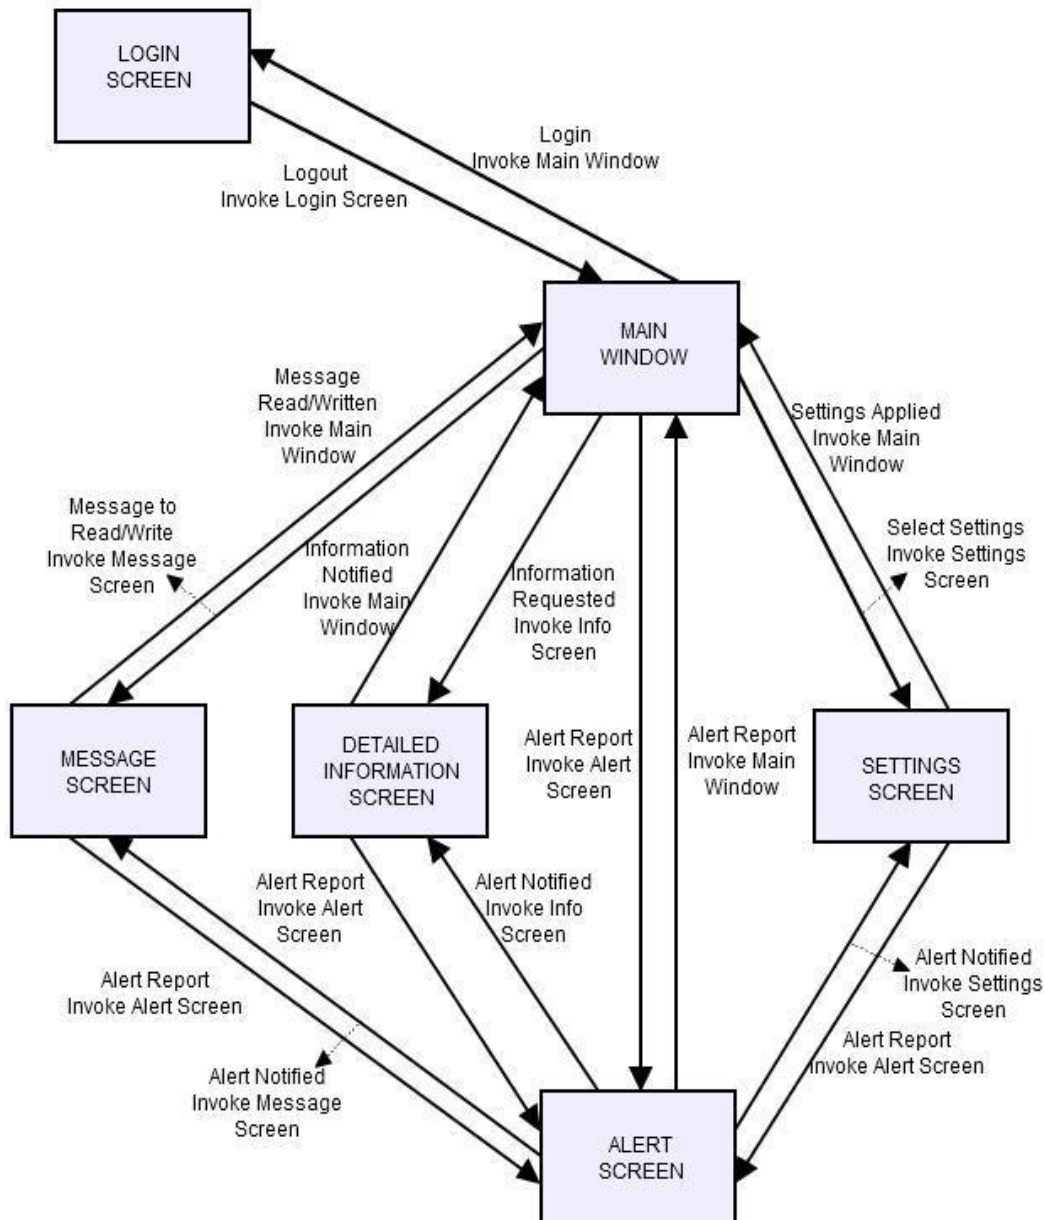 LOGIN
SCREEN
Login
Invoke Main Window
Logout
Invoke Login Screen
MAIN
WINDOW
Message
Read/Written
Invoke Main
Window
Settings Applied
Invoke Main
Window
Message to
Read/Write
Invoke Message
Screen
Information
Notified
Invoke Main
Window
Information
Requested
Invoke Info
Screen
Select Settings
Invoke Settings
Screen
MESSAGE
SCREEN
DETAILED
INFORMATION
SCREEN
Alert Report
Invoke Alert
Screen
Alert Report
Invoke Main
Window
SETTINGS
SCREEN
Alert Report
Invoke Alert
Screen
Alert Notified
Invoke Info
Screen
Alert Report
Invoke Alert Screen
Alert Notified
Invoke Settings
Screen
Alert Notified
Invoke Message
Screen
Alert Report
Invoke Alert Screen
ALERT
SCREEN